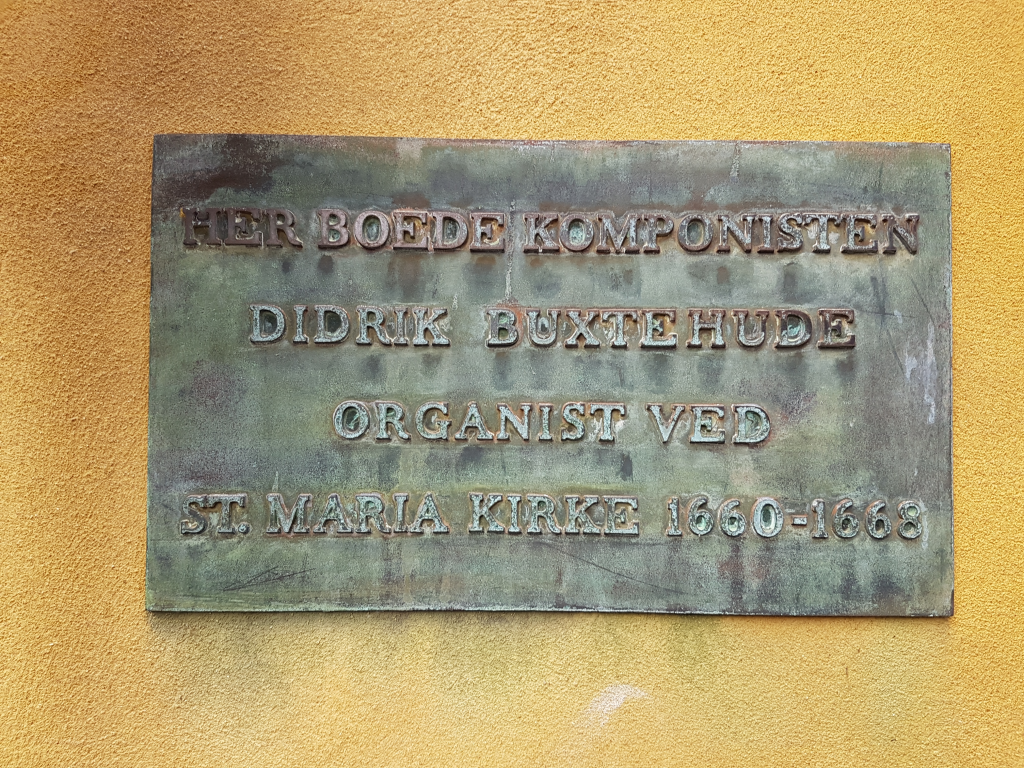 HER BOEDE KOMPONISTEN
DIDRIK BUXTEHUDE
ORGANIST VED
ST. MARIA KIRKE 1660-1668